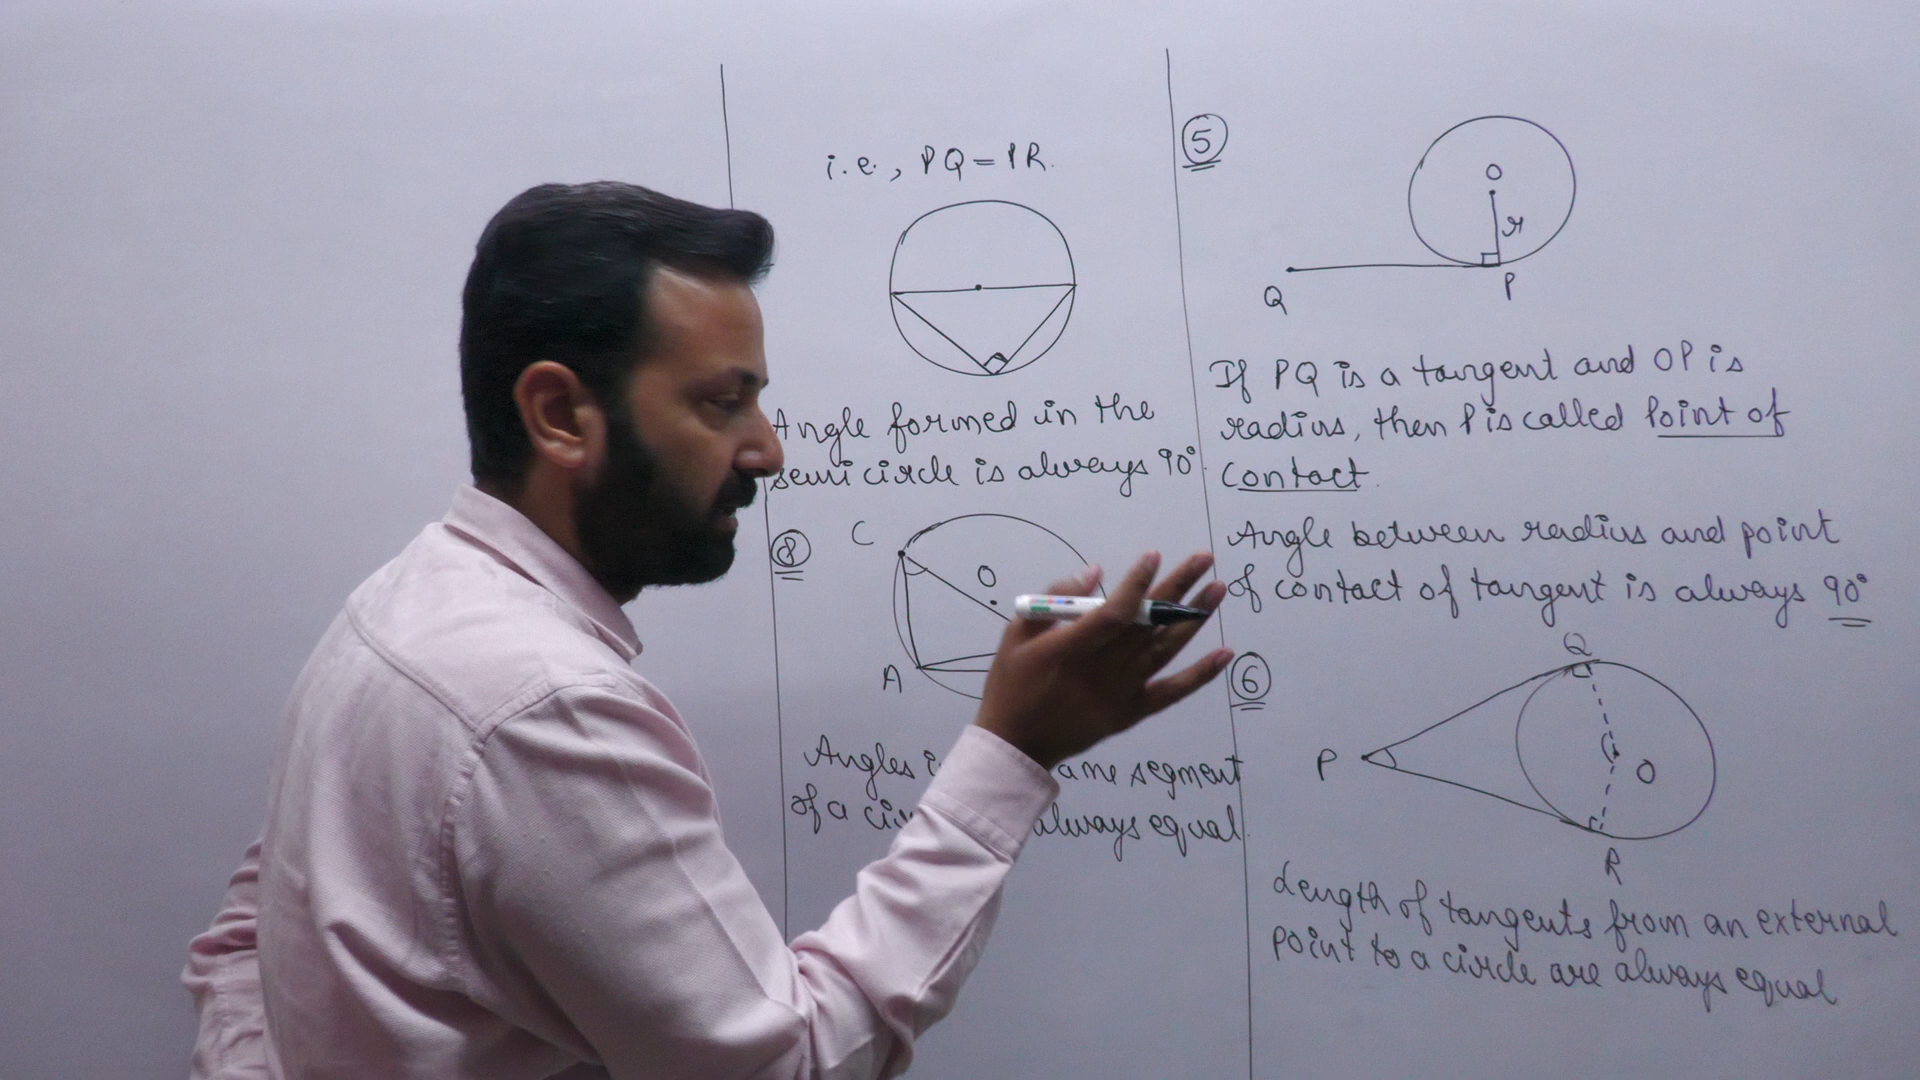 i.e., PQ = PR.
Angle formed in the
semi circle is always 90°.
8
C
O
A
Angles same segment
of a always equal.
5
O
r
Q
P
If PQ is a tangent and OP is
radius, then P is called Point of
Contact.
Angle between radius and point
of contact of tangent is always 90°
6
Q
P
O
R
Length of tangents from an external
point to a circle are always equal